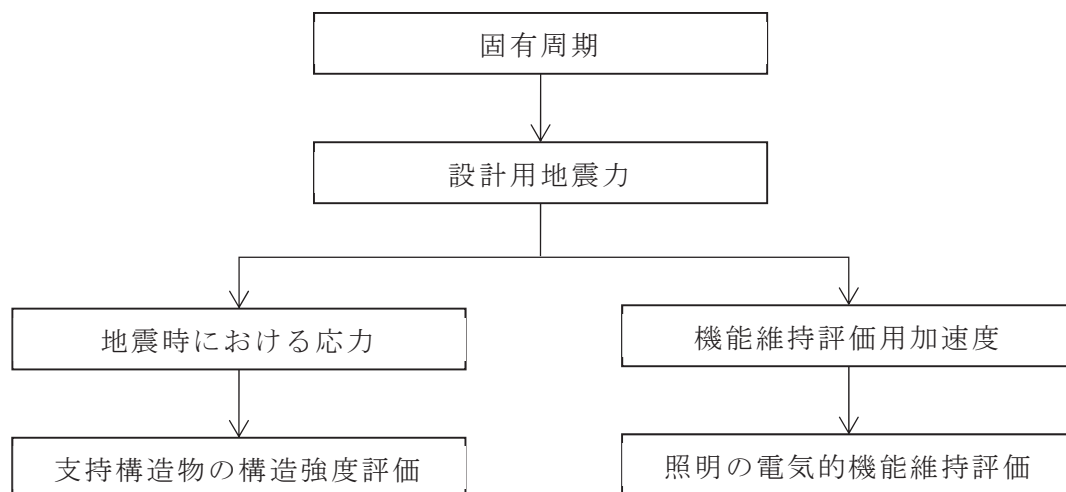 固有周期
設計用地震力
地震時における応力
機能維持評価用加速度
支持構造物の構造強度評価
照明の電気的機能維持評価